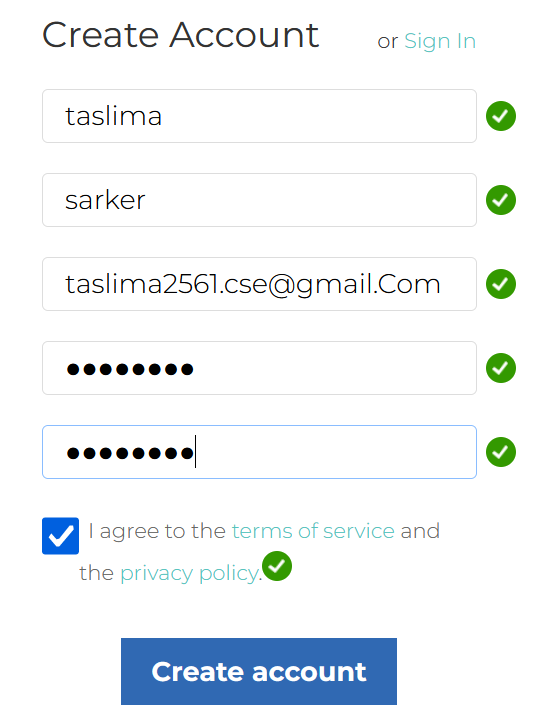 Create Account or Sign In
taslima
sarker
taslima2561.cse@gmail.Com
●●●●●●●●
●●●●●●●●
I agree to the terms of service and
the privacy policy.
Create account